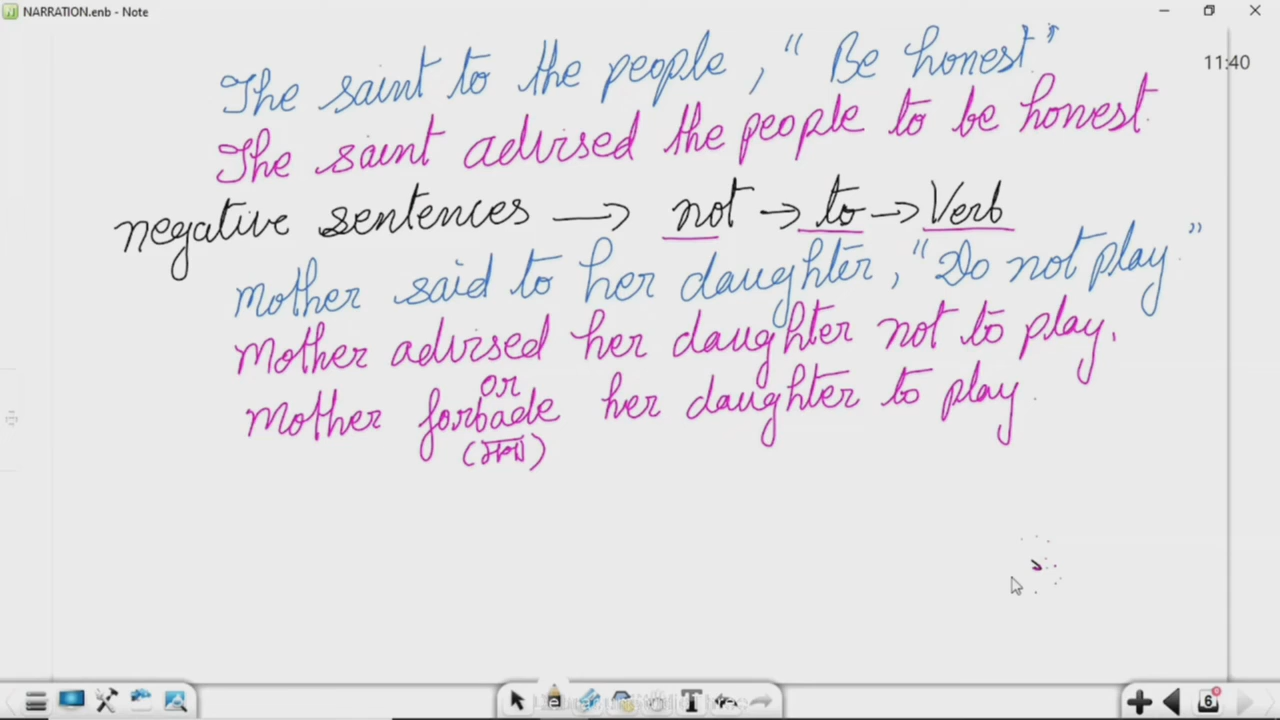 NARRATION.enb - Note
11:40
The saint to the people, "Be honest"
The saint advised the people to be honest.
negative sentences → not → to → Verb
Mother said to her daughter, "Do not play."
Mother advised her daughter not to play.
or
Mother forbade her daughter to play.
(मना)
6